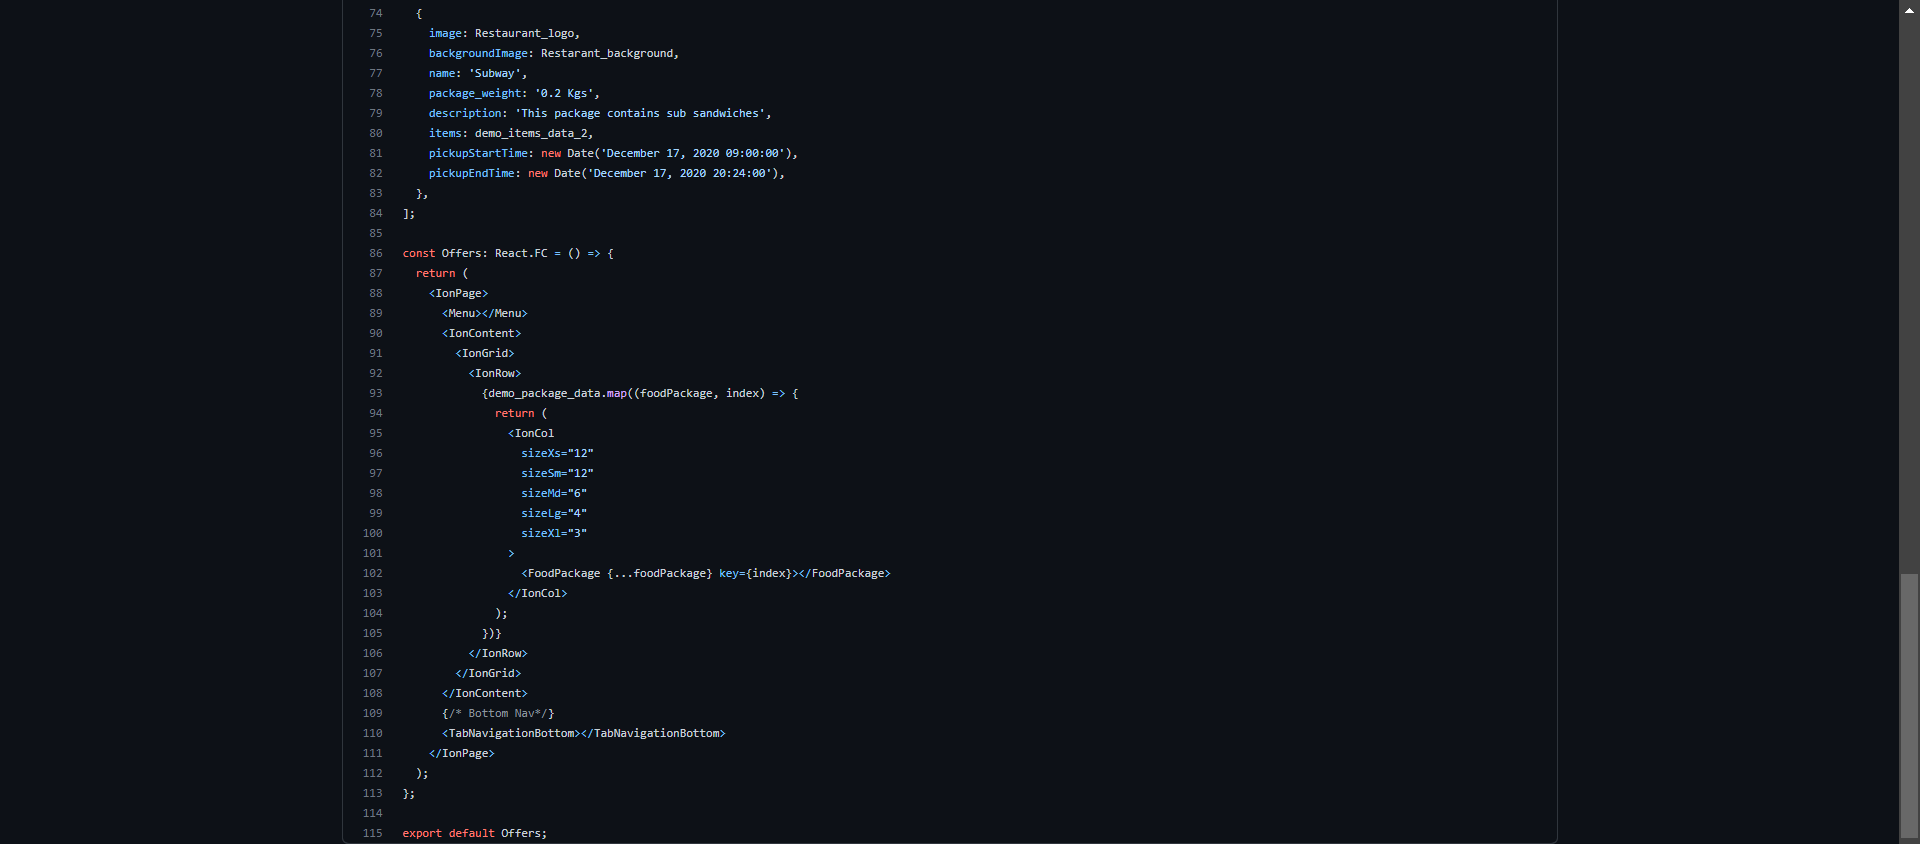 74 {
75 image: Restaurant_logo,
76 backgroundImage: Restarant_background,
77 name: 'Subway',
78 package_weight: '0.2 Kgs',
79 description: 'This package contains sub sandwiches',
80 items: demo_items_data_2,
81 pickupStartTime: new Date('December 17, 2020 09:00:00'),
82 pickupEndTime: new Date('December 17, 2020 20:24:00'),
83 },
84 ];
85
86 const Offers: React.FC = () => {
87 return (
88 <IonPage>
89 <Menu></Menu>
90 <IonContent>
91 <IonGrid>
92 <IonRow>
93 {demo_package_data.map((foodPackage, index) => {
94 return (
95 <IonCol
96 sizeXs="12"
97 sizeSm="12"
98 sizeMd="6"
99 sizeLg="4"
100 sizeXl="3"
101 >
102 <FoodPackage {...foodPackage} key={index}></FoodPackage>
103 </IonCol>
104 );
105 })}
106 </IonRow>
107 </IonGrid>
108 </IonContent>
109 {/* Bottom Nav*/}
110 <TabNavigationBottom></TabNavigationBottom>
111 </IonPage>
112 );
113 };
114
115 export default Offers;